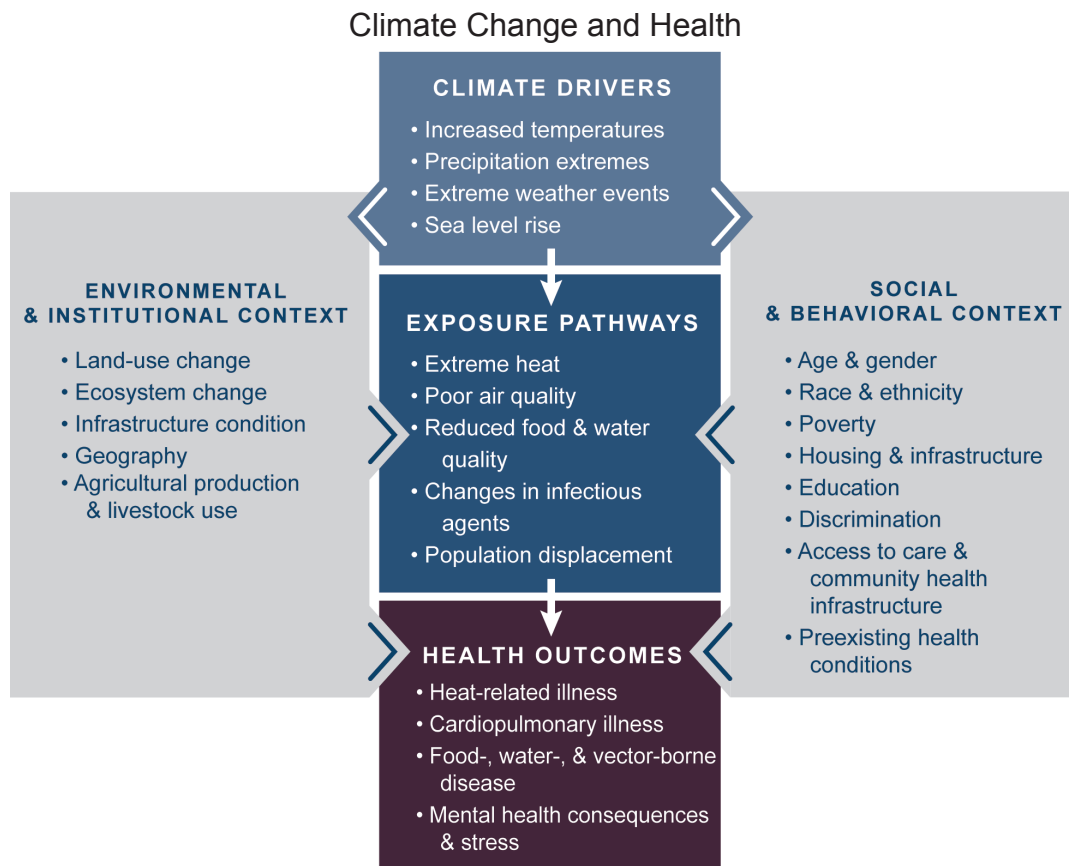 Climate Change and Health
CLIMATE DRIVERS
• Increased temperatures
• Precipitation extremes
• Extreme weather events
• Sea level rise
ENVIRONMENTAL
& INSTITUTIONAL CONTEXT
• Land-use change
• Ecosystem change
• Infrastructure condition
• Geography
• Agricultural production
& livestock use
EXPOSURE PATHWAYS
• Extreme heat
• Poor air quality
• Reduced food & water
quality
• Changes in infectious
agents
• Population displacement
SOCIAL
& BEHAVIORAL CONTEXT
• Age & gender
• Race & ethnicity
• Poverty
• Housing & infrastructure
• Education
• Discrimination
• Access to care &
community health
infrastructure
• Preexisting health
conditions
HEALTH OUTCOMES
• Heat-related illness
• Cardiopulmonary illness
• Food-, water-, & vector-borne
disease
• Mental health consequences
& stress